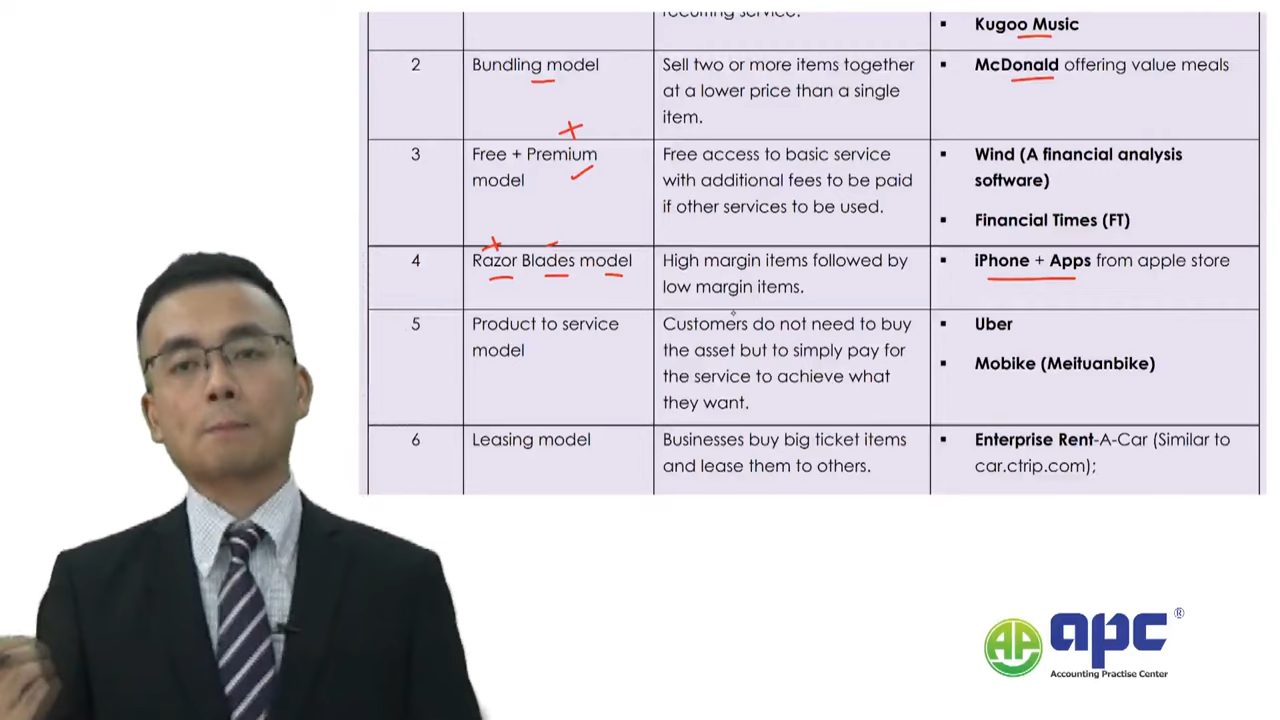 recurring service.
▪ Kugoo Music
2
Bundling model
Sell two or more items together
at a lower price than a single
item.
▪ McDonald offering value meals
3
Free + Premium
model
Free access to basic service
with additional fees to be paid
if other services to be used.
▪ Wind (A financial analysis
software)
▪ Financial Times (FT)
4
Razor Blades model
High margin items followed by
low margin items.
▪ iPhone + Apps from apple store
5
Product to service
model
Customers do not need to buy
the asset but to simply pay for
the service to achieve what
they want.
▪ Uber
▪ Mobike (Meituanbike)
6
Leasing model
Businesses buy big ticket items
and lease them to others.
▪ Enterprise Rent-A-Car (Similar to
car.ctrip.com);
AP apc®
Accounting Practise Center